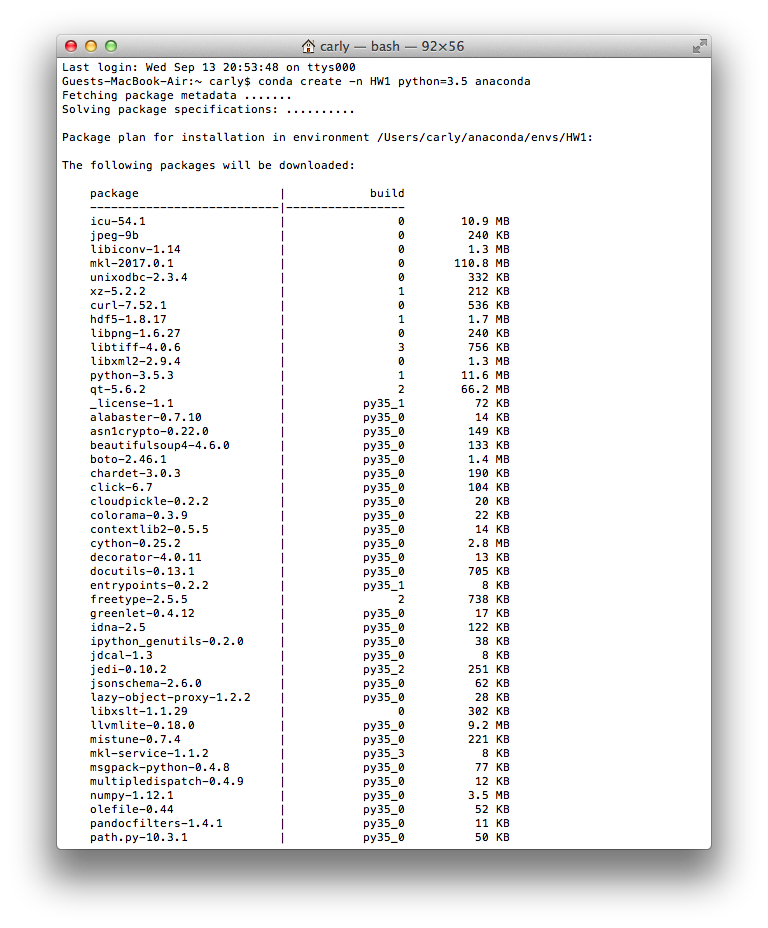 carly — bash — 92×56
Last login: Wed Sep 13 20:53:48 on ttys000
Guests-MacBook-Air:~ carly$ conda create -n HW1 python=3.5 anaconda
Fetching package metadata .......
Solving package specifications: ..........
Package plan for installation in environment /Users/carly/anaconda/envs/HW1:
The following packages will be downloaded:
    package                    |            build
    ---------------------------|-----------------
    icu-54.1                   |                0        10.9 MB
    jpeg-9b                    |                0         240 KB
    libiconv-1.14              |                0         1.3 MB
    mkl-2017.0.1               |                0       110.8 MB
    unixodbc-2.3.4             |                0         332 KB
    xz-5.2.2                   |                1         212 KB
    curl-7.52.1                |                0         536 KB
    hdf5-1.8.17                |                1         1.7 MB
    libpng-1.6.27              |                0         240 KB
    libtiff-4.0.6              |                3         756 KB
    libxml2-2.9.4              |                0         1.3 MB
    python-3.5.3               |                1        11.6 MB
    qt-5.6.2                   |                2        66.2 MB
    _license-1.1               |           py35_1          72 KB
    alabaster-0.7.10           |           py35_0          14 KB
    asn1crypto-0.22.0          |           py35_0         149 KB
    beautifulsoup4-4.6.0       |           py35_0         133 KB
    boto-2.46.1                |           py35_0         1.4 MB
    chardet-3.0.3              |           py35_0         190 KB
    click-6.7                  |           py35_0         104 KB
    cloudpickle-0.2.2          |           py35_0          20 KB
    colorama-0.3.9             |           py35_0          22 KB
    contextlib2-0.5.5          |           py35_0          14 KB
    cython-0.25.2              |           py35_0         2.8 MB
    decorator-4.0.11           |           py35_0          13 KB
    docutils-0.13.1            |           py35_0         705 KB
    entrypoints-0.2.2          |           py35_1           8 KB
    freetype-2.5.5             |                2         738 KB
    greenlet-0.4.12            |           py35_0          17 KB
    idna-2.5                   |           py35_0         122 KB
    ipython_genutils-0.2.0     |           py35_0          38 KB
    jdcal-1.3                  |           py35_0           8 KB
    jedi-0.10.2                |           py35_2         251 KB
    jsonschema-2.6.0           |           py35_0          62 KB
    lazy-object-proxy-1.2.2    |           py35_0          28 KB
    libxslt-1.1.29             |                0         302 KB
    llvmlite-0.18.0            |           py35_0         9.2 MB
    mistune-0.7.4              |           py35_0         221 KB
    mkl-service-1.1.2          |           py35_3           8 KB
    msgpack-python-0.4.8       |           py35_0          77 KB
    multipledispatch-0.4.9     |           py35_0          12 KB
    numpy-1.12.1               |           py35_0         3.5 MB
    olefile-0.44               |           py35_0          52 KB
    pandocfilters-1.4.1        |           py35_0          11 KB
    path.py-10.3.1             |           py35_0          50 KB